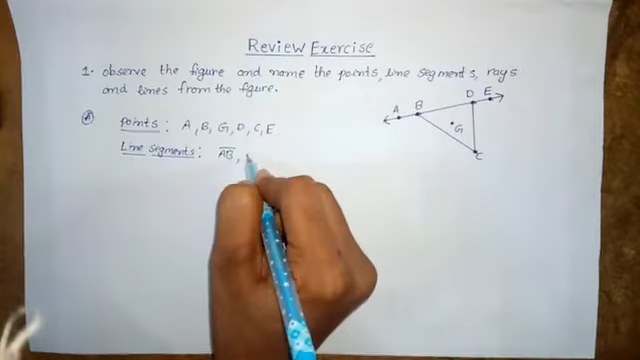 Review Exercise
1. observe the figure and name the points, line segments, rays
and lines from the fgure.
A D E
B
G
C
(A) points: A, B, G, D, C, E
Line segments: AB,